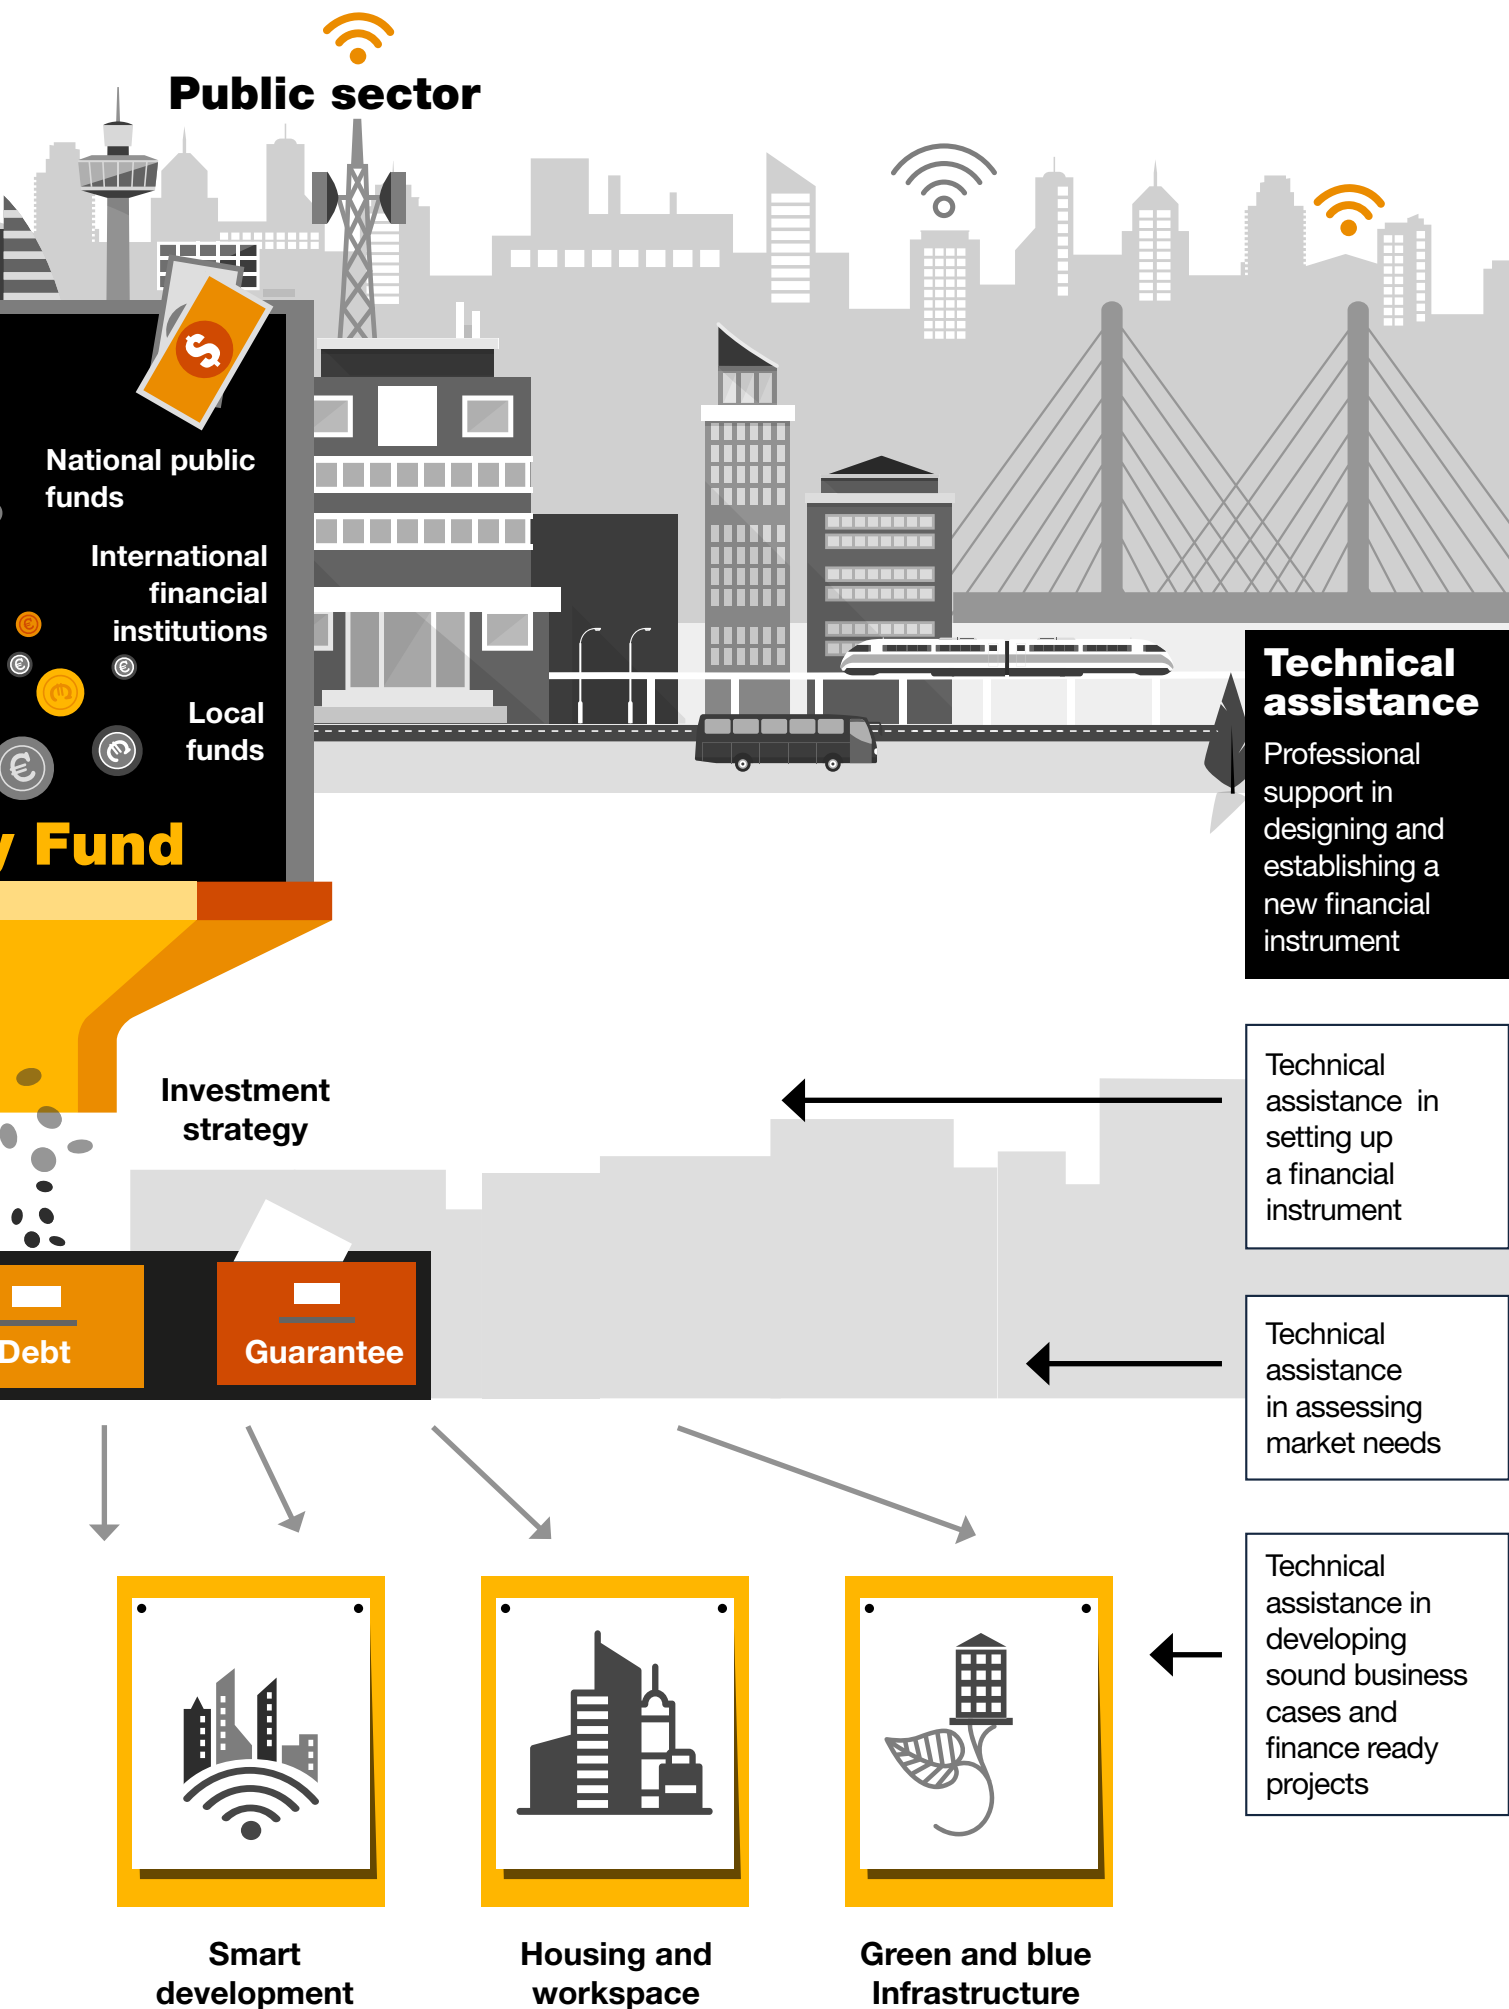 Public sector
National public
funds
International
financial
institutions
Local
funds
y Fund
Technical
assistance
Professional
support in
designing and
establishing a
new financial
instrument
Investment
strategy
Technical
assistance in
setting up
a financial
instrument
Debt
Guarantee
Technical
assistance
in assessing
market needs
Technical
assistance in
developing
sound business
cases and
finance ready
projects
Smart
development
Housing and
workspace
Green and blue
Infrastructure